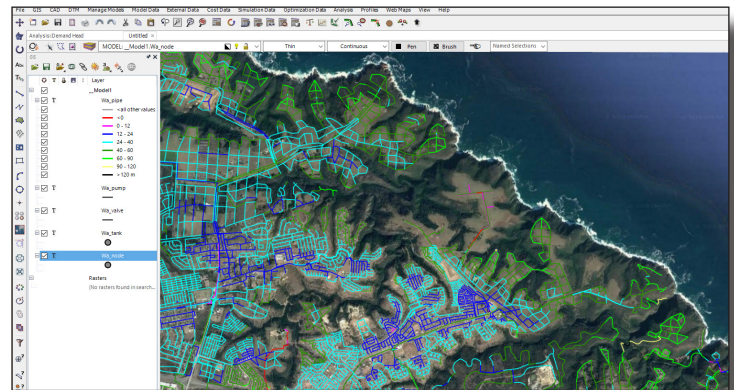 File GIS CAD DTM Manage Models Model Data External Data Cost Data Simulation Data Optimization Data Analysis Profiles Web Maps View Help
Analysis: Demand Head Untitled ×
MODEL: __Model1.Wa_node Thin Continuous Pen Brush Named Selections
Layer
__Model1
Wa_pipe
<all other values
<0
0 - 12
12 - 24
24 - 40
40 - 60
60 - 90
90 - 120
>120 m
Wa_pump
Wa_valve
Wa_tank
Wa_node
Rasters
(No rasters found in search...